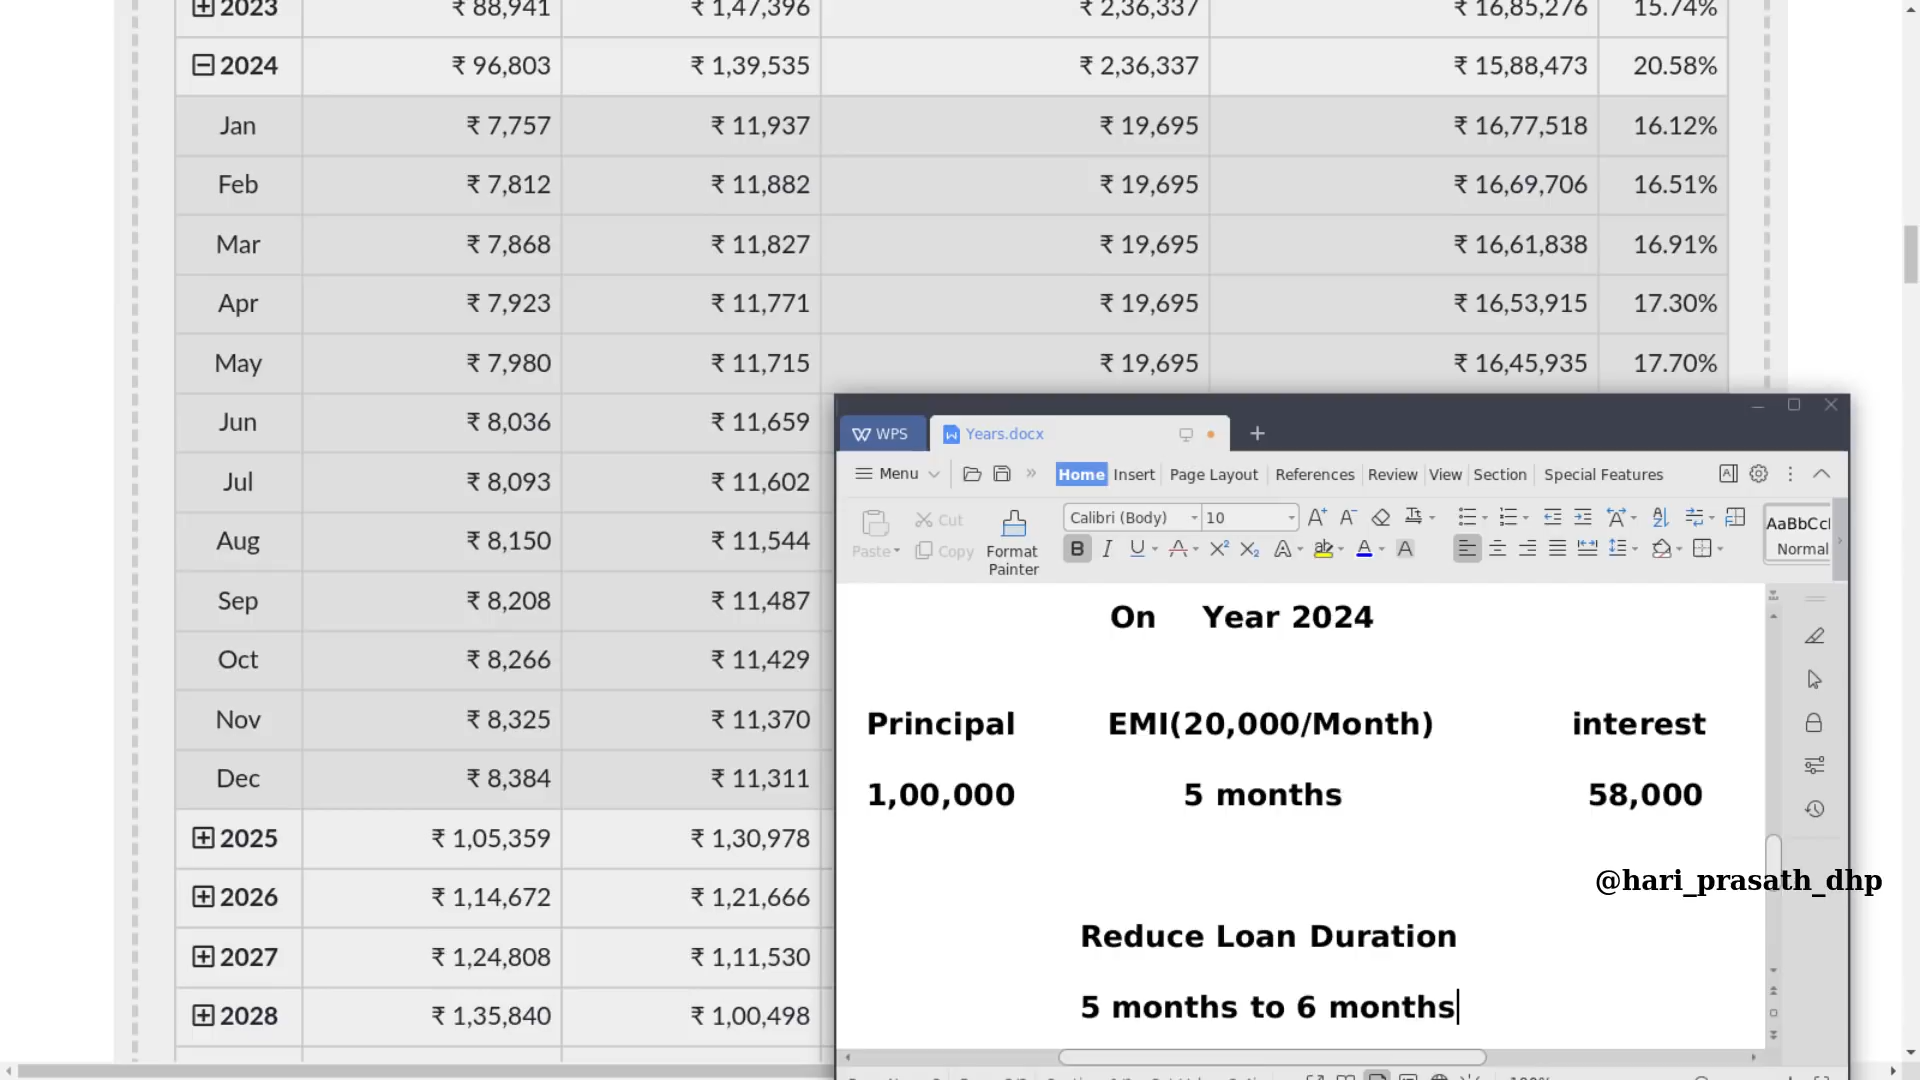 2023 ₹ 88,941 ₹ 1,47,396 ₹ 2,36,337 ₹ 16,85,276 15.74%
2024 ₹ 96,803 ₹ 1,39,535 ₹ 2,36,337 ₹ 15,88,473 20.58%
Jan ₹ 7,757 ₹ 11,937 ₹ 19,695 ₹ 16,77,518 16.12%
Feb ₹ 7,812 ₹ 11,882 ₹ 19,695 ₹ 16,69,706 16.51%
Mar ₹ 7,868 ₹ 11,827 ₹ 19,695 ₹ 16,61,838 16.91%
Apr ₹ 7,923 ₹ 11,771 ₹ 19,695 ₹ 16,53,915 17.30%
May ₹ 7,980 ₹ 11,715 ₹ 19,695 ₹ 16,45,935 17.70%
Jun ₹ 8,036 ₹ 11,659
Jul ₹ 8,093 ₹ 11,602
Aug ₹ 8,150 ₹ 11,544
Sep ₹ 8,208 ₹ 11,487
Oct ₹ 8,266 ₹ 11,429
Nov ₹ 8,325 ₹ 11,370
Dec ₹ 8,384 ₹ 11,311
2025 ₹ 1,05,359 ₹ 1,30,978
2026 ₹ 1,14,672 ₹ 1,21,666
2027 ₹ 1,24,808 ₹ 1,11,530
2028 ₹ 1,35,840 ₹ 1,00,498
WPS Years.docx
Menu Home Insert Page Layout References Review View Section Special Features
Paste Cut Copy Format Painter Calibri (Body) 10
AaBbCcl
Normal
On Year 2024
Principal EMI(20,000/Month) interest
1,00,000 5 months 58,000
@hari_prasath_dhp
Reduce Loan Duration
5 months to 6 months